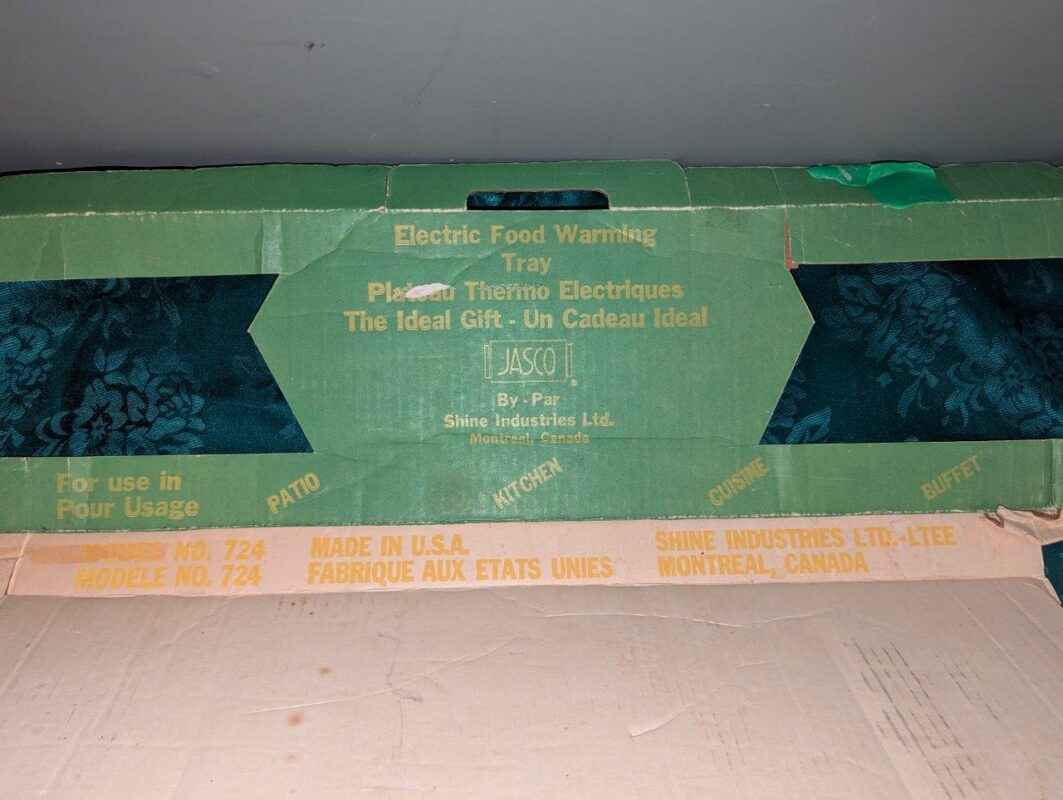 Electric Food Warming
Tray
Plateau Thermo Electriques
The Ideal Gift - Un Cadeau Ideal
JASCO ®
By - Par
Shine Industries Ltd.
Montreal, Canada
For use in
Pour Usage
PATIO
KITCHEN
CUISINE
BUFFET
NO. 724
MODELE NO. 724
MADE IN U.S.A.
FABRIQUE AUX ETATS UNIES
SHINE INDUSTRIES LTD.-LTEE
MONTREAL, CANADA